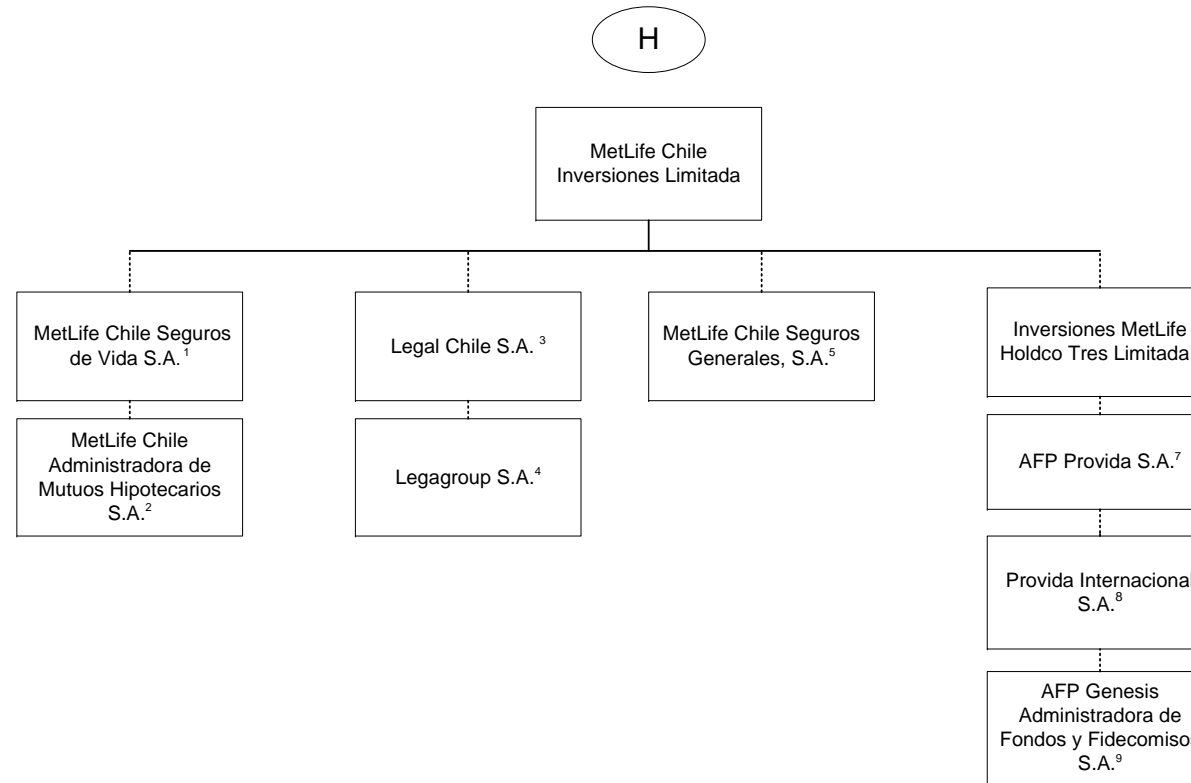 H
MetLife Chile
Inversiones Limitada
MetLife Chile Seguros
de Vida S.A. 1
Legal Chile S.A. 3
MetLife Chile Seguros
Generales, S.A.5
Inversiones MetLife
Holdco Tres Limitada
MetLife Chile
Administradora de
Mutuos Hipotecarios
S.A.2
Legagroup S.A.4
AFP Provida S.A.7
Provida Internacional
S.A.8
AFP Genesis
Administradora de
Fondos y Fidecomisos
S.A.9